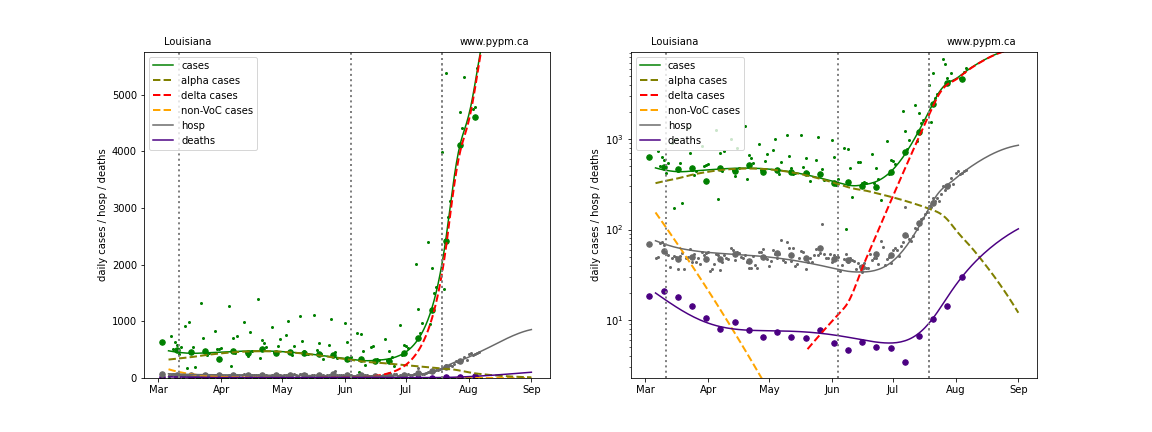 Louisiana
www.pypm.ca
cases
alpha cases
delta cases
non-VoC cases
hosp
deaths
daily cases / hosp / deaths
5000
4000
3000
2000
1000
0
Mar
Apr
May
Jun
Jul
Aug
Sep
Louisiana
www.pypm.ca
cases
alpha cases
delta cases
non-VoC cases
hosp
deaths
daily cases / hosp / deaths
10³
10²
10¹
Mar
Apr
May
Jun
Jul
Aug
Sep